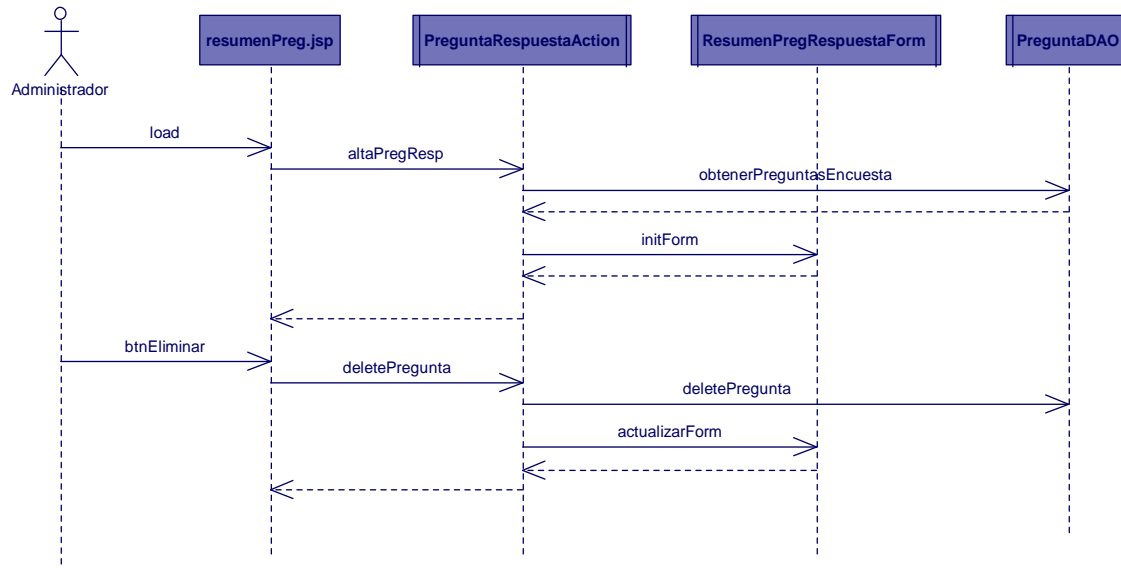 resumenPreg.jsp
PreguntaRespuestaAction
ResumenPregRespuestaForm
PreguntaDAO
Administrador
load
altaPregResp
obtenerPreguntasEncuesta
initForm
btnEliminar
deletePregunta
deletePregunta
actualizarForm